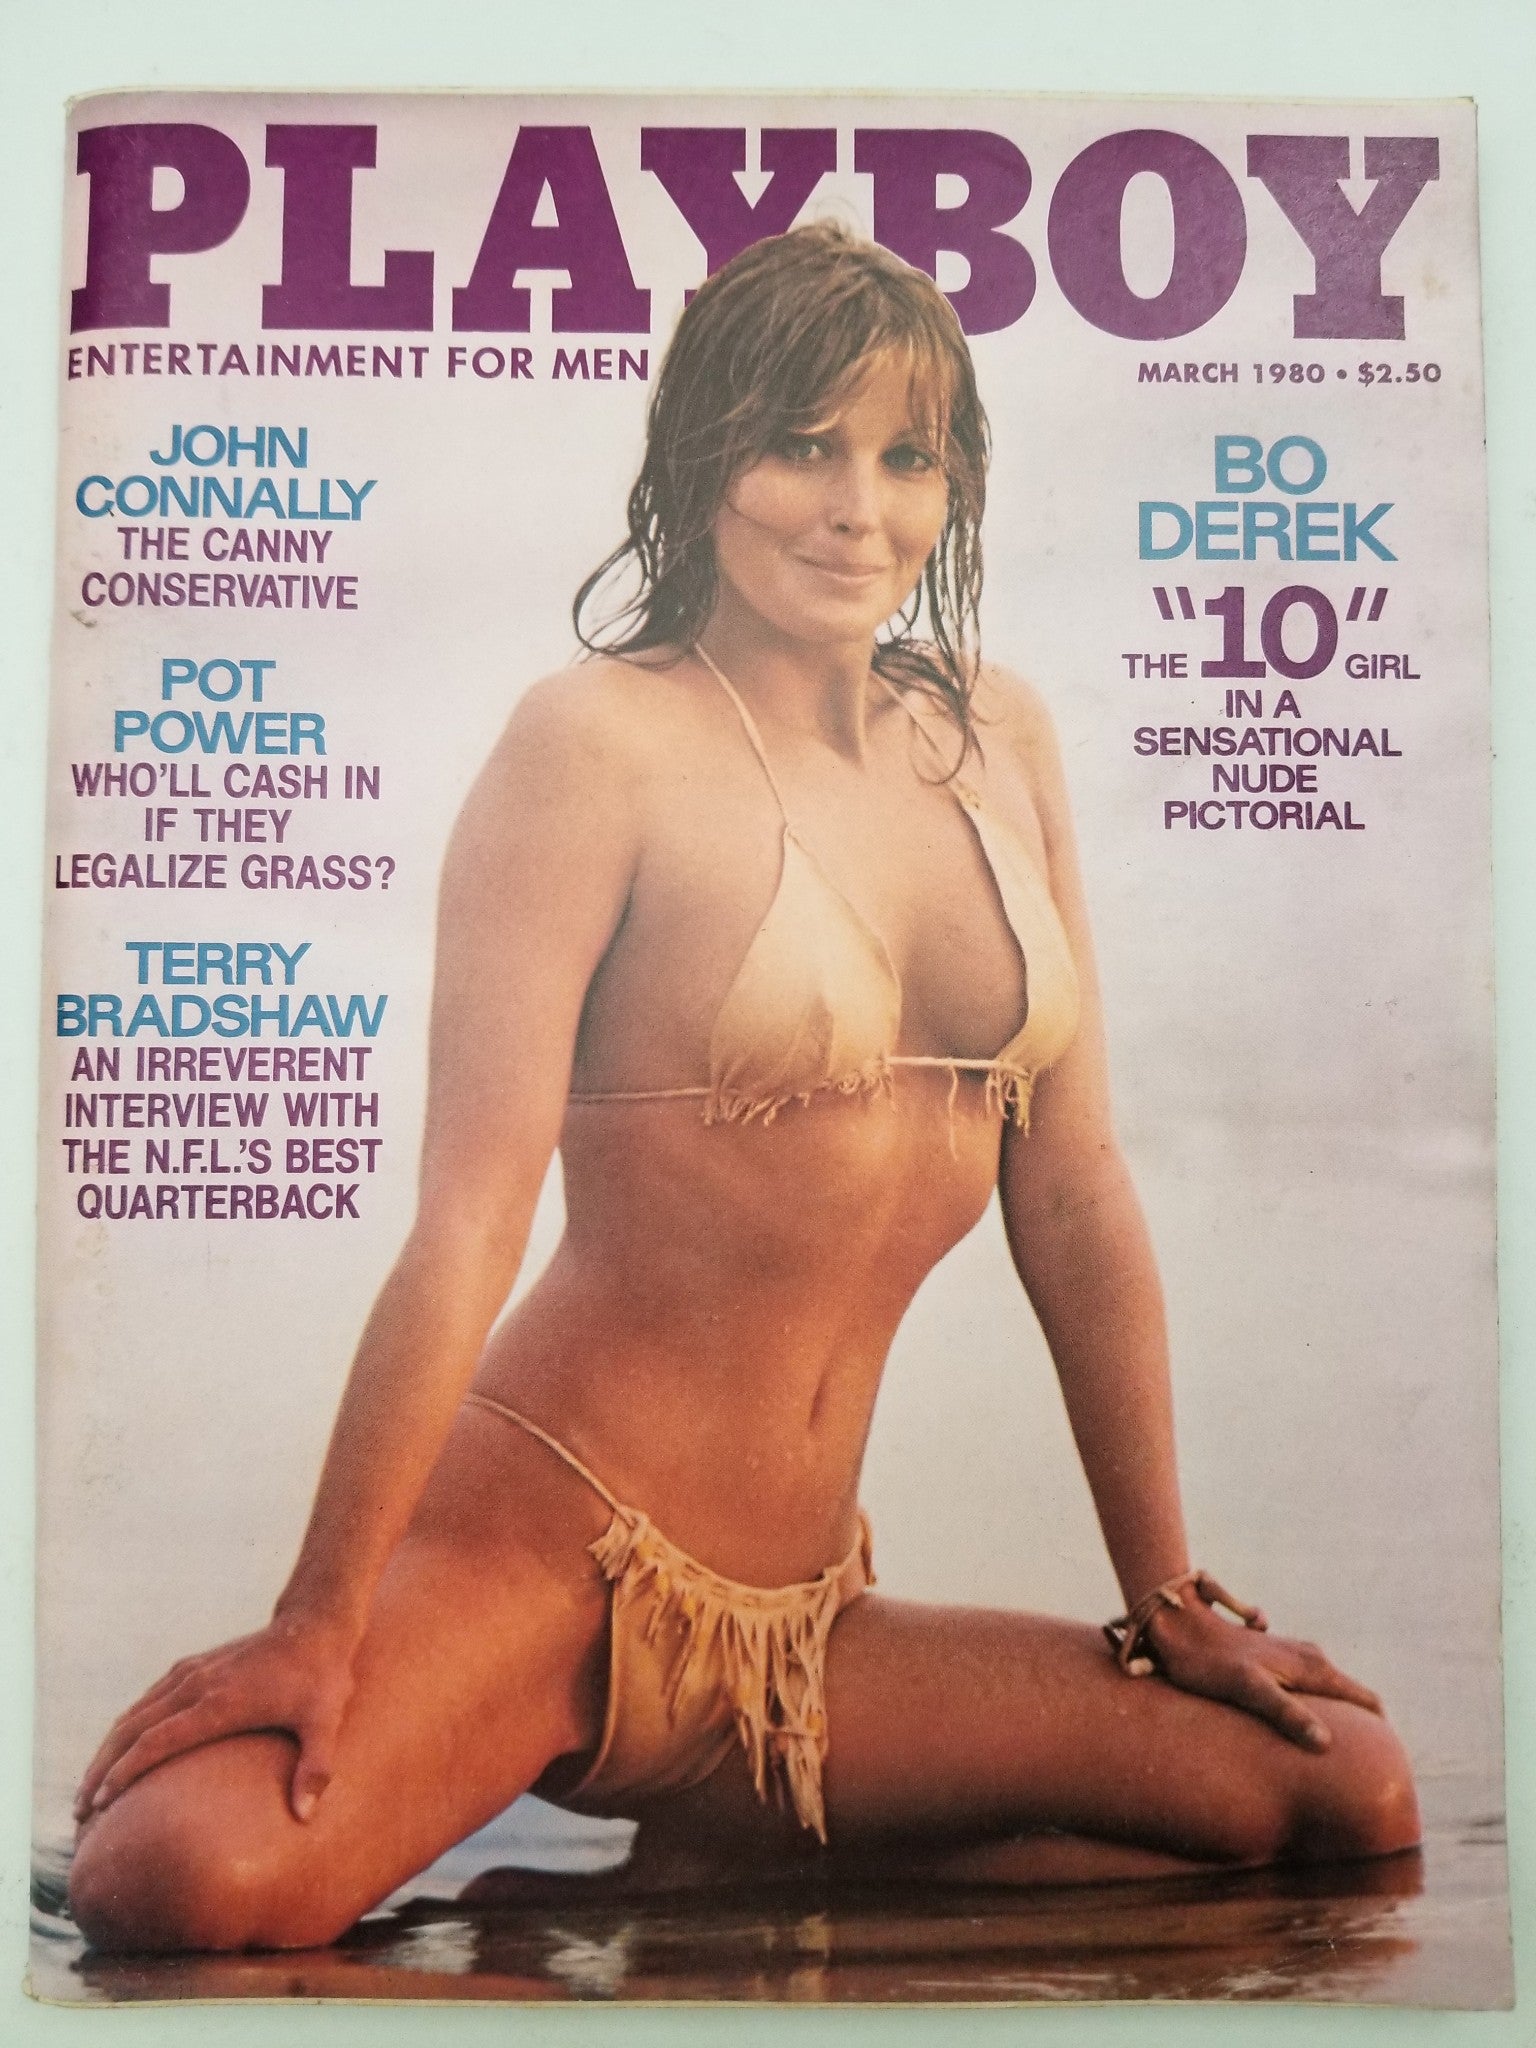 PLAYBOY
ENTERTAINMENT FOR MEN
MARCH 1980 • $2.50
JOHN
CONNALLY
THE CANNY
CONSERVATIVE
POT
POWER
WHO'LL CASH IN
IF THEY
LEGALIZE GRASS?
TERRY
BRADSHAW
AN IRREVERENT
INTERVIEW WITH
THE N.F.L.'S BEST
QUARTERBACK
BO
DEREK
THE "10" GIRL
IN A
SENSATIONAL
NUDE
PICTORIAL